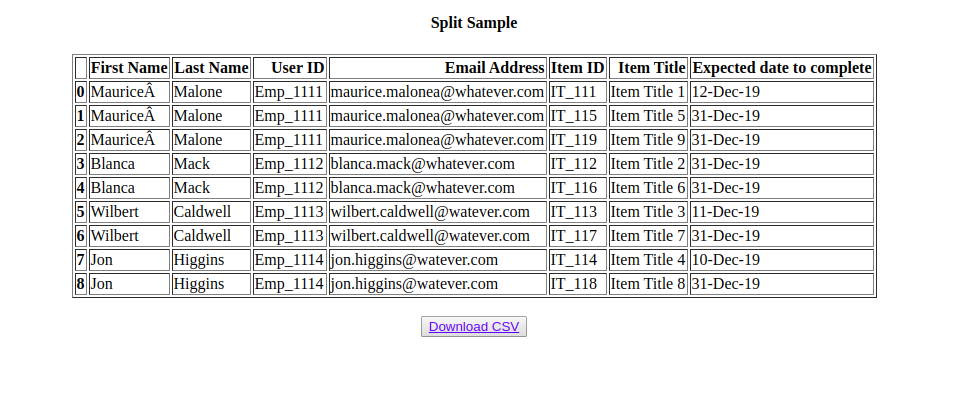 Split Sample
First Name Last Name User ID Email Address Item ID Item Title Expected date to complete
0 MauriceÂ Malone Emp_1111 maurice.malonea@whatever.com IT_111 Item Title 1 12-Dec-19
1 MauriceÂ Malone Emp_1111 maurice.malonea@whatever.com IT_115 Item Title 5 31-Dec-19
2 MauriceÂ Malone Emp_1111 maurice.malonea@whatever.com IT_119 Item Title 9 31-Dec-19
3 Blanca Mack Emp_1112 blanca.mack@whatever.com IT_112 Item Title 2 31-Dec-19
4 Blanca Mack Emp_1112 blanca.mack@whatever.com IT_116 Item Title 6 31-Dec-19
5 Wilbert Caldwell Emp_1113 wilbert.caldwell@watever.com IT_113 Item Title 3 11-Dec-19
6 Wilbert Caldwell Emp_1113 wilbert.caldwell@watever.com IT_117 Item Title 7 31-Dec-19
7 Jon Higgins Emp_1114 jon.higgins@watever.com IT_114 Item Title 4 10-Dec-19
8 Jon Higgins Emp_1114 jon.higgins@watever.com IT_118 Item Title 8 31-Dec-19
Download CSV